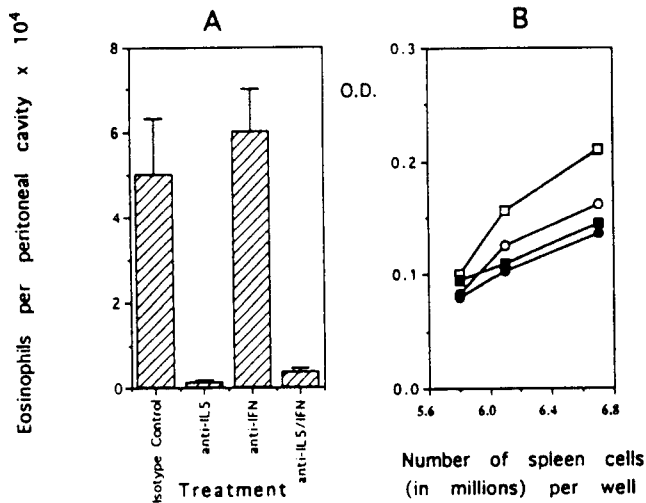 A
B
Eosinophils per peritoneal cavity x 10⁴
8
6
4
2
0
Isotype Control
anti-IL5
anti-IFN
anti-IL5/IFN
Treatment
O.D.
0.3
0.2
0.1
0.0
5.6
6.0
6.4
6.8
Number of spleen cells
(in millions) per well